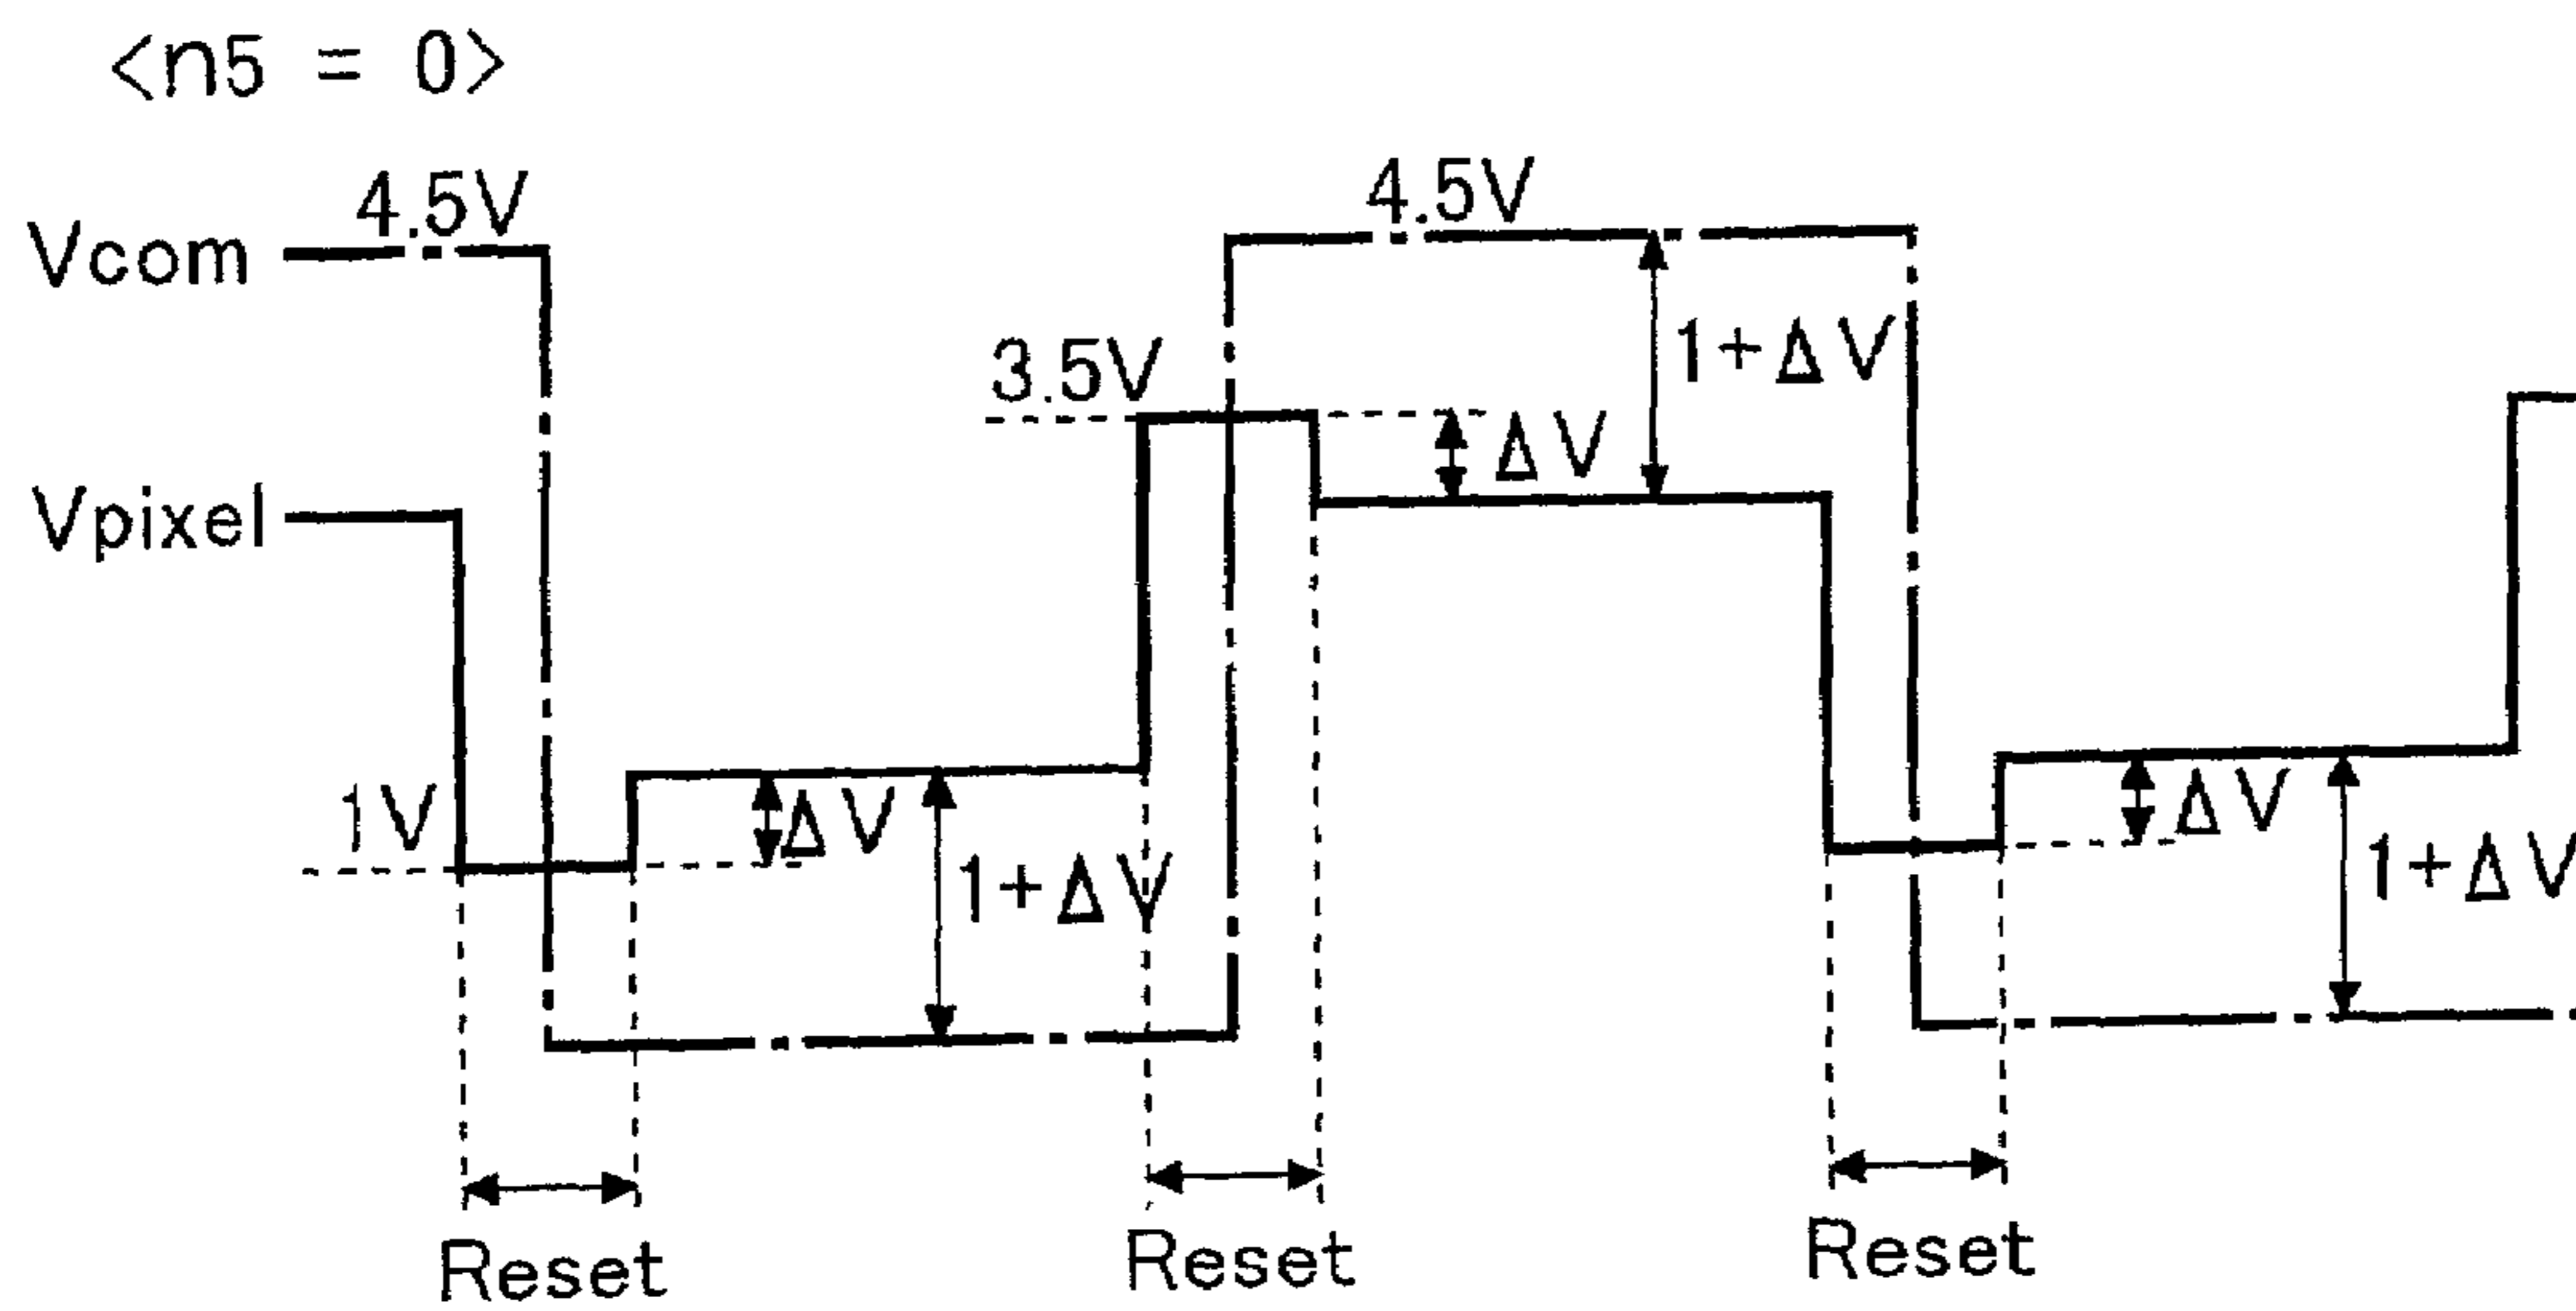 <n5 = 0>
4.5V
4.5V
Vcom
3.5V
1+ΔV
ΔV
Vpixel
1V
ΔV
ΔV
1+ΔV
1+ΔV
Reset
Reset
Reset